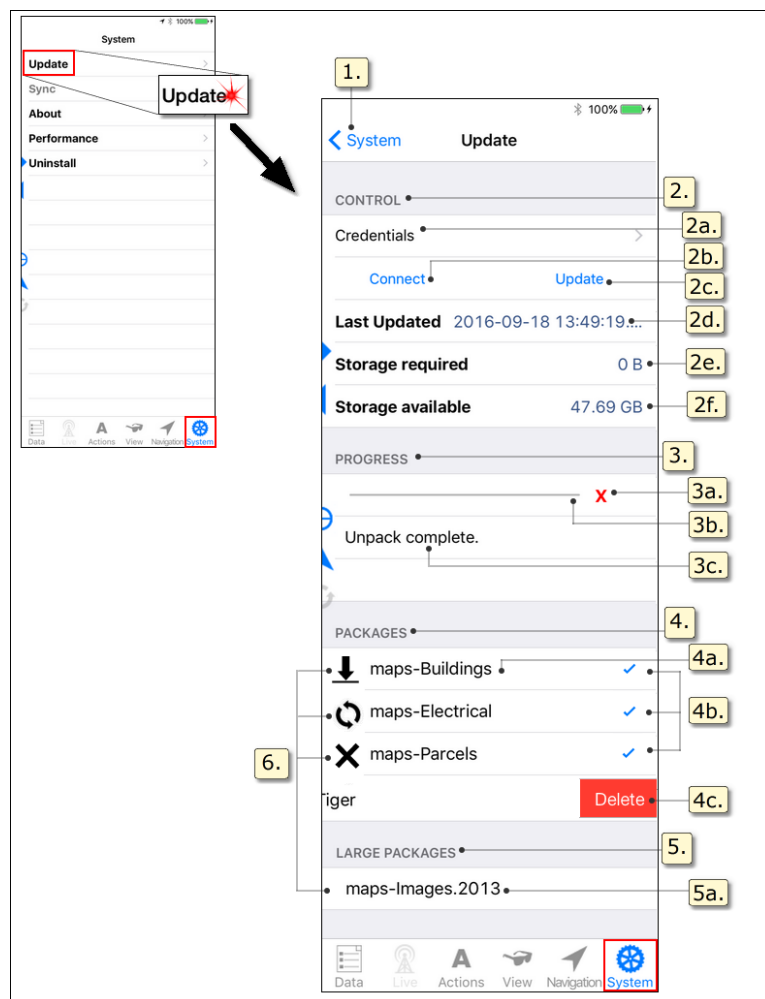 100%
System
Update
Sync
About
Performance
Uninstall
Update
Data Live Actions View Navigation System
1.
100%
System Update
CONTROL
2.
Credentials
2a.
2b.
Connect Update
2c.
Last Updated 2016-09-18 13:49:19....
2d.
Storage required 0 B
2e.
Storage available 47.69 GB
2f.
PROGRESS
3.
X
3a.
3b.
Unpack complete.
3c.
PACKAGES
4.
maps-Buildings
4a.
maps-Electrical
4b.
maps-Parcels
6.
Tiger Delete
4c.
LARGE PACKAGES
5.
maps-Images.2013
5a.
Data Live Actions View Navigation System